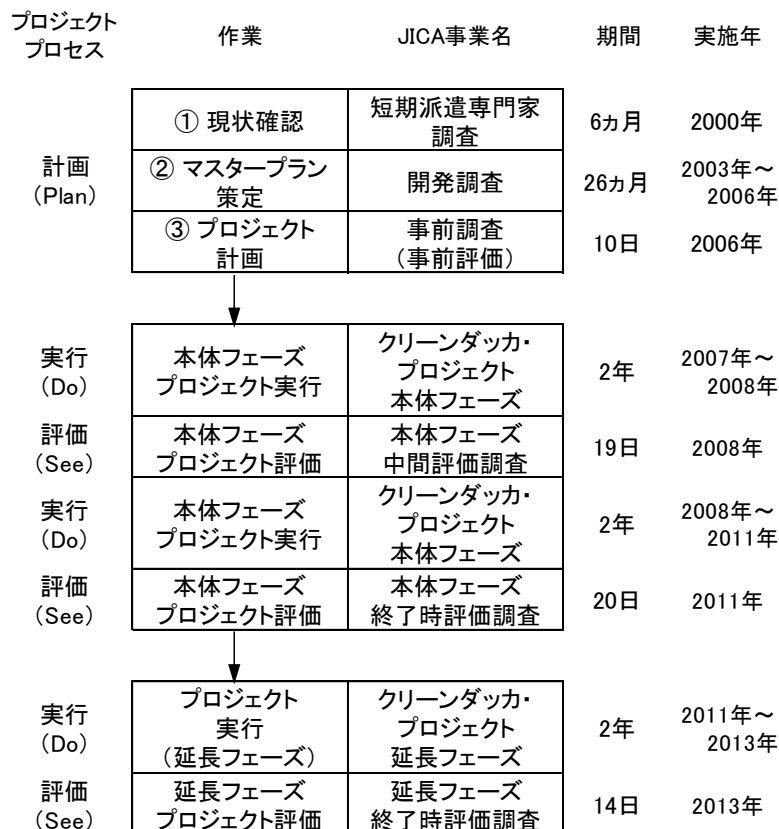 プロジェクト
プロセス
作業
JICA事業名
期間
実施年
計画
（Plan）
① 現状確認
短期派遣専門家
調査
6ヵ月
2000年
② マスタープラン
策定
開発調査
26ヵ月
2003年～
2006年
③ プロジェクト
計画
事前調査
（事前評価）
10日
2006年
実行
（Do）
本体フェーズ
プロジェクト実行
クリーンダッカ・
プロジェクト
本体フェーズ
2年
2007年～
2008年
評価
（See）
本体フェーズ
プロジェクト評価
本体フェーズ
中間評価調査
19日
2008年
実行
（Do）
本体フェーズ
プロジェクト実行
クリーンダッカ・
プロジェクト
本体フェーズ
2年
2008年～
2011年
評価
（See）
本体フェーズ
プロジェクト評価
本体フェーズ
終了時評価調査
20日
2011年
実行
（Do）
プロジェクト
実行
（延長フェーズ）
クリーンダッカ・
プロジェクト
延長フェーズ
2年
2011年～
2013年
評価
（See）
延長フェーズ
プロジェクト評価
延長フェーズ
終了時評価調査
14日
2013年